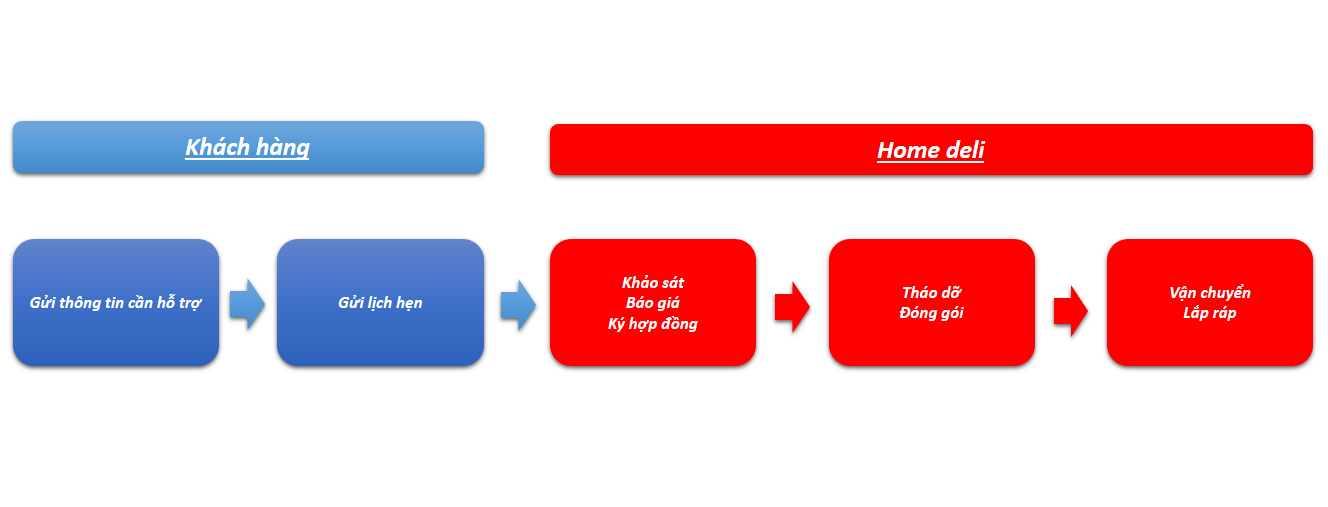 Khách hàng
Home deli
Gửi thông tin cần hỗ trợ
Gửi lịch hẹn
Khảo sát
Báo giá
Ký hợp đồng
Tháo dỡ
Đóng gói
Vận chuyển
Lắp ráp